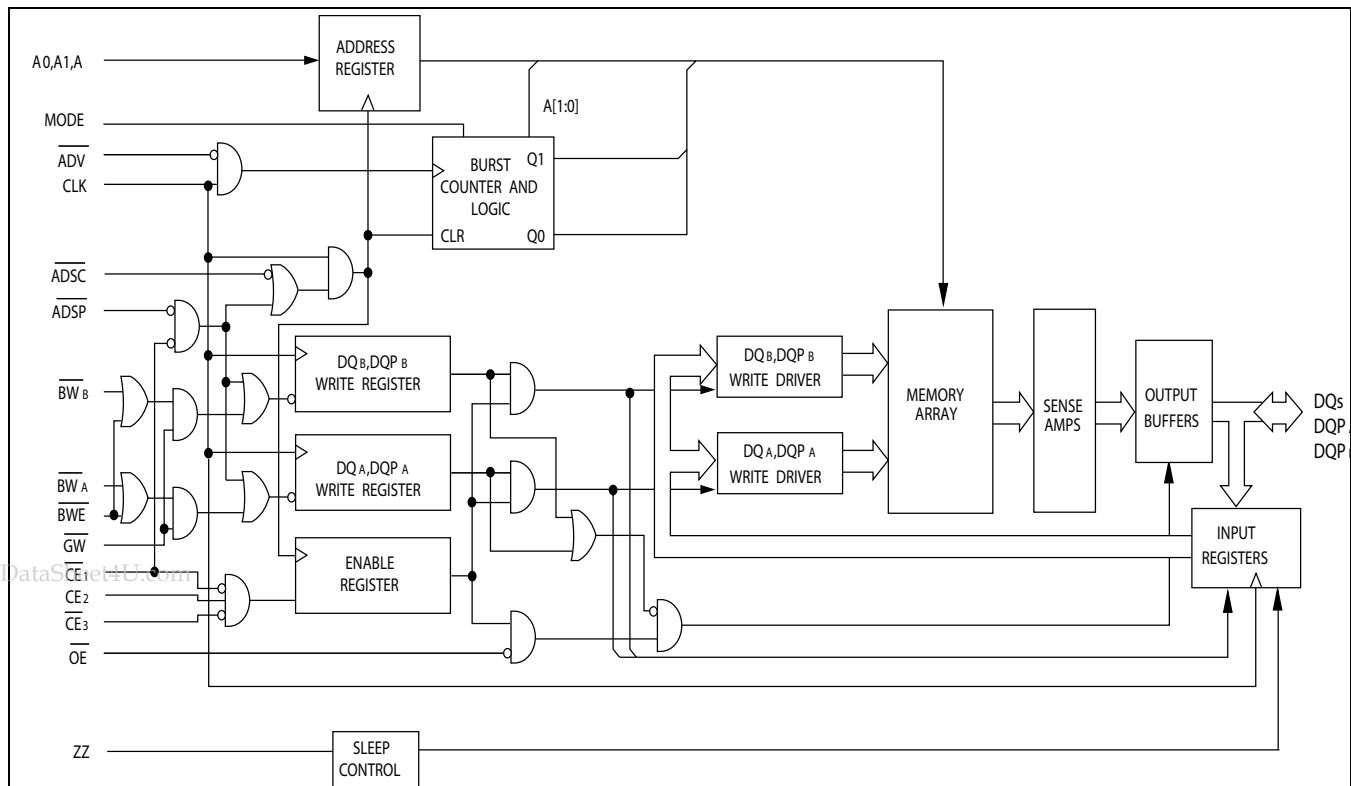 A0,A1,A
ADDRESS
REGISTER
MODE
A[1:0]
ADV
CLK
BURST
COUNTER AND
LOGIC
Q1
CLR
Q0
ADSC
ADSP
DQB,DQPB
WRITE REGISTER
DQB,DQPB
WRITE DRIVER
MEMORY
ARRAY
SENSE
AMPS
OUTPUT
BUFFERS
DQs
DQP
DQP
BWB
DQA,DQPA
WRITE REGISTER
DQA,DQPA
WRITE DRIVER
BWA
BWE
GW
DataSheet4U.com
CE1
CE2
CE3
ENABLE
REGISTER
INPUT
REGISTERS
OE
ZZ
SLEEP
CONTROL